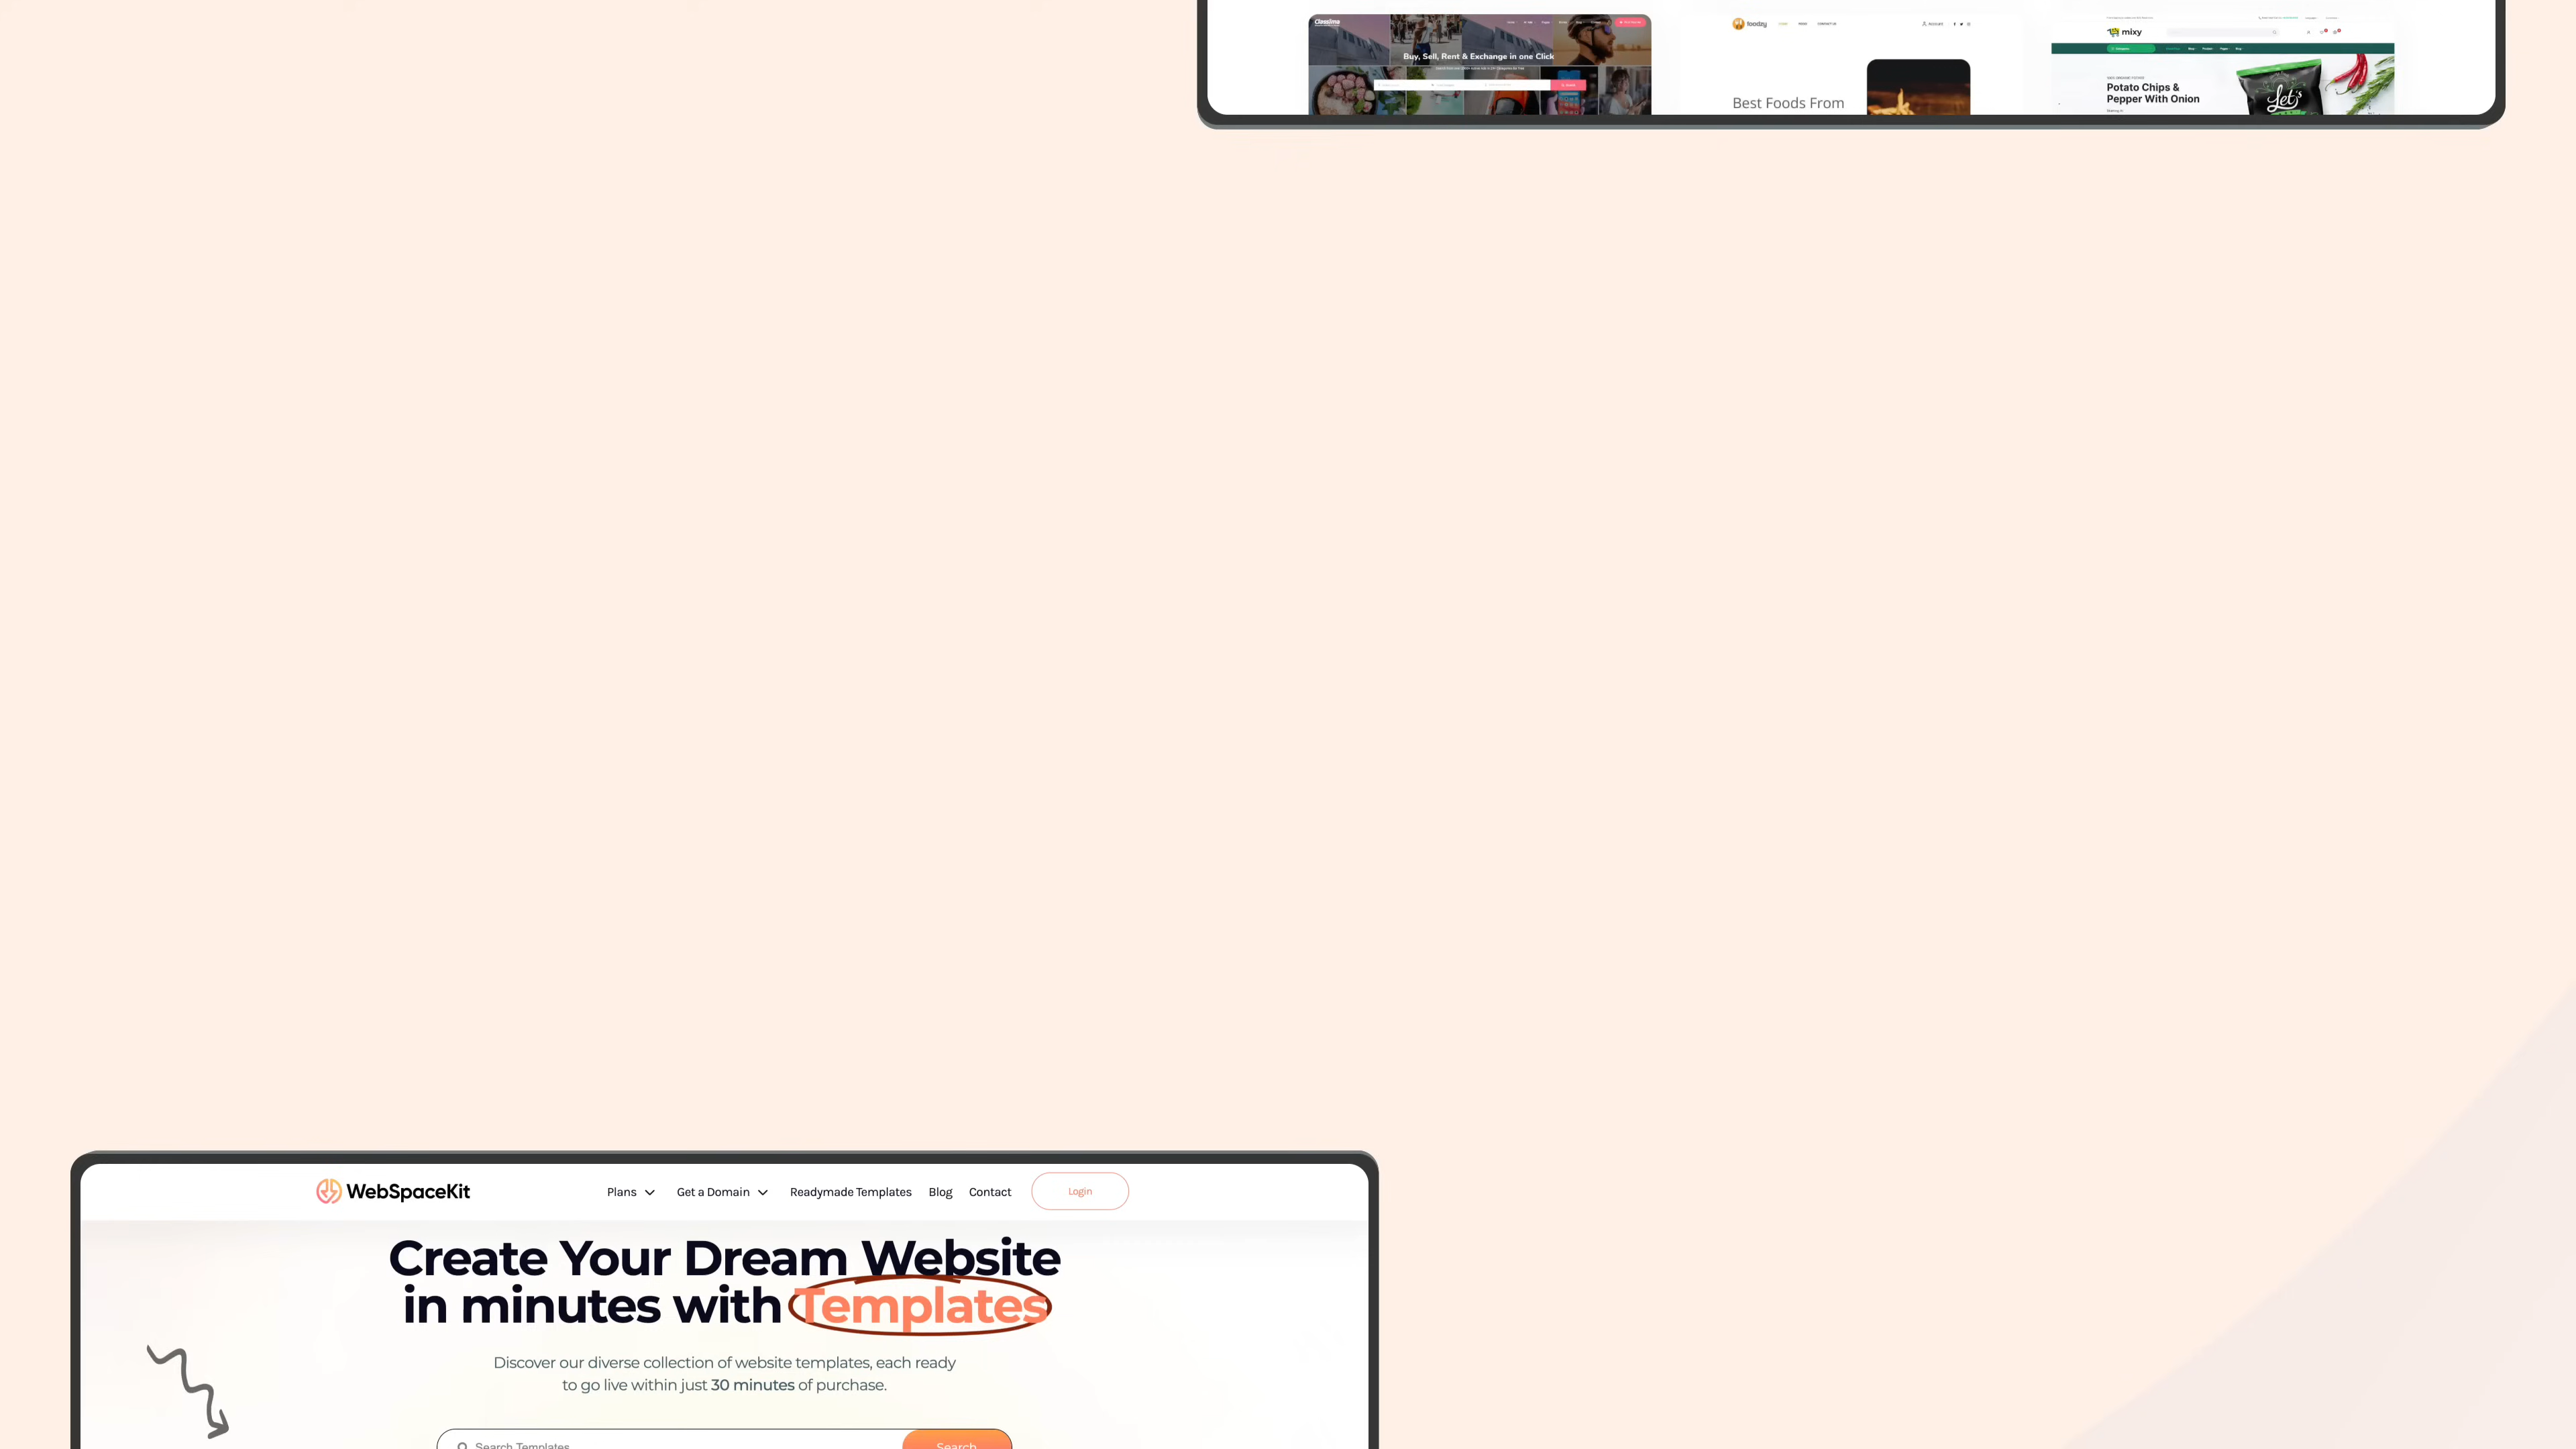 Classima
Buy, Sell, Rent & Exchange in one Click
foodzy
Best Foods From
mixy
Potato Chips &
Pepper With Onion
Let's
WebSpaceKit
Plans
Get a Domain
Readymade Templates
Blog
Contact
Login
Create Your Dream Website
in minutes with Templates
Discover our diverse collection of website templates, each ready
to go live within just 30 minutes of purchase.
Search Templates
Search